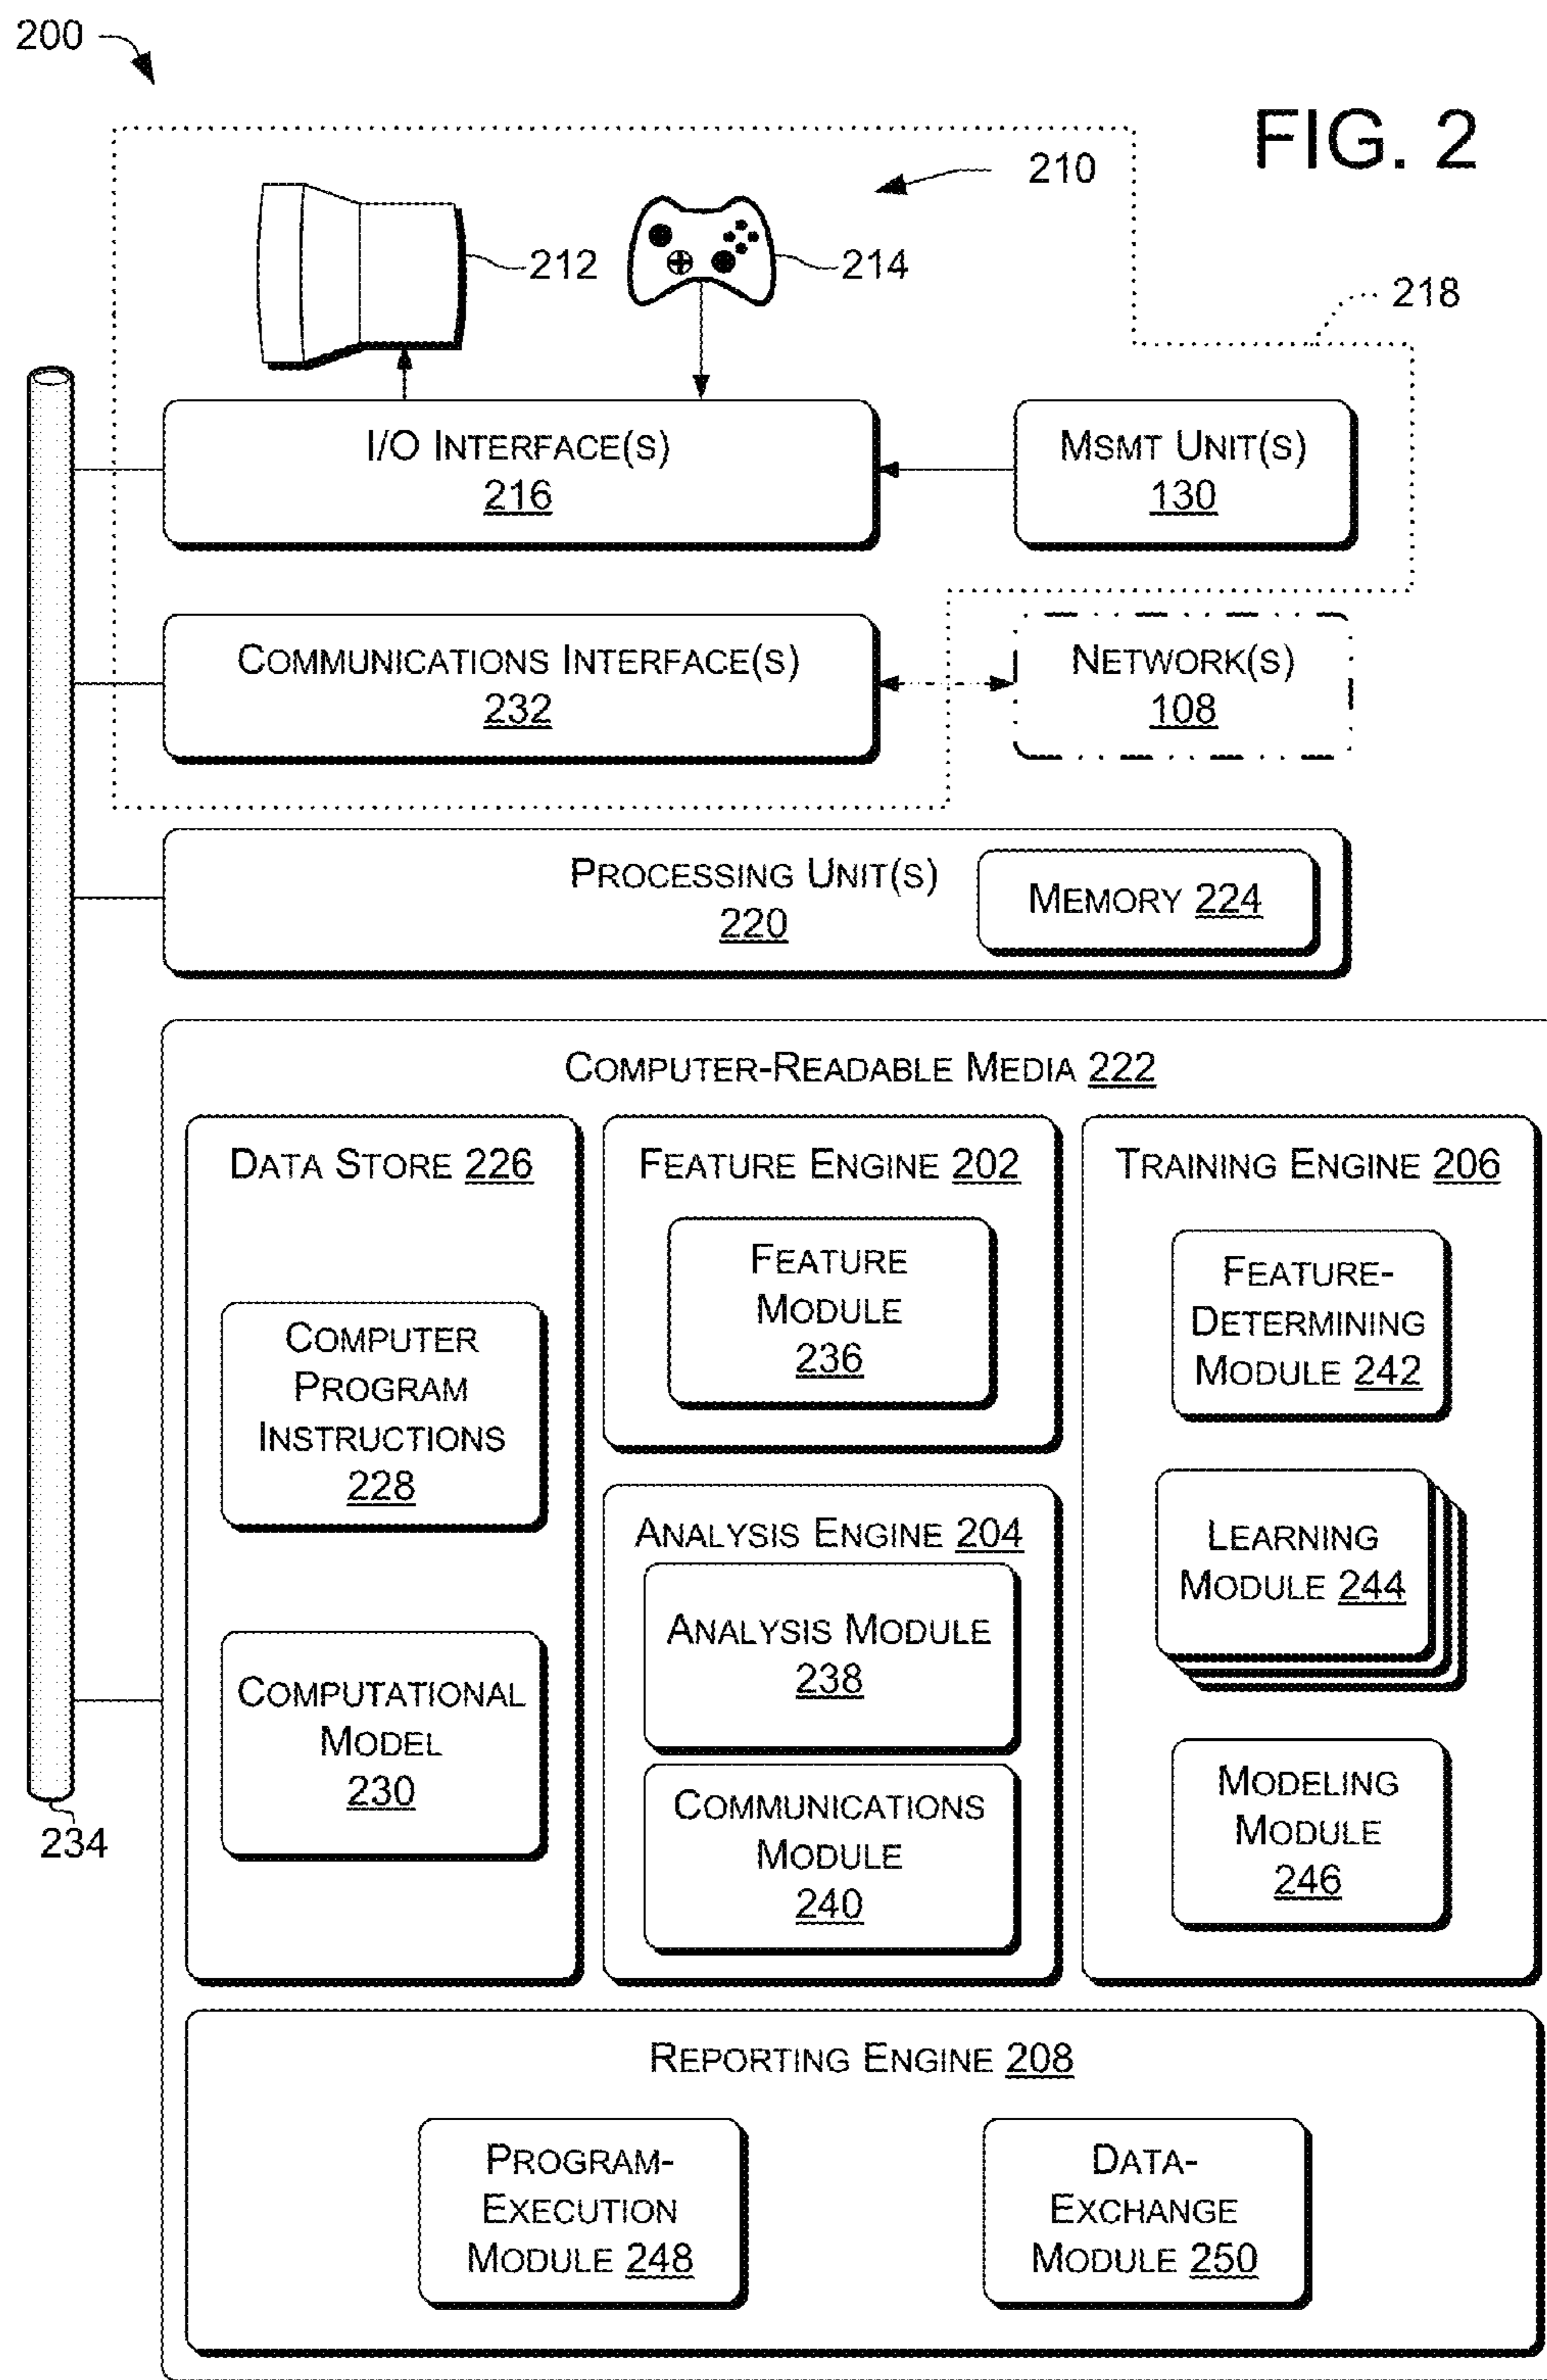 200
FIG. 2
210
212
214
218
I/O INTERFACE(S)
216
MSMT UNIT(S)
130
COMMUNICATIONS INTERFACE(S)
232
NETWORK(S)
108
PROCESSING UNIT(S)
220
MEMORY 224
COMPUTER-READABLE MEDIA 222
DATA STORE 226
COMPUTER
PROGRAM
INSTRUCTIONS
228
COMPUTATIONAL
MODEL
230
FEATURE ENGINE 202
FEATURE
MODULE
236
ANALYSIS ENGINE 204
ANALYSIS MODULE
238
COMMUNICATIONS
MODULE
240
TRAINING ENGINE 206
FEATURE-
DETERMINING
MODULE 242
LEARNING
MODULE 244
MODELING
MODULE
246
234
REPORTING ENGINE 208
PROGRAM-
EXECUTION
MODULE 248
DATA-
EXCHANGE
MODULE 250